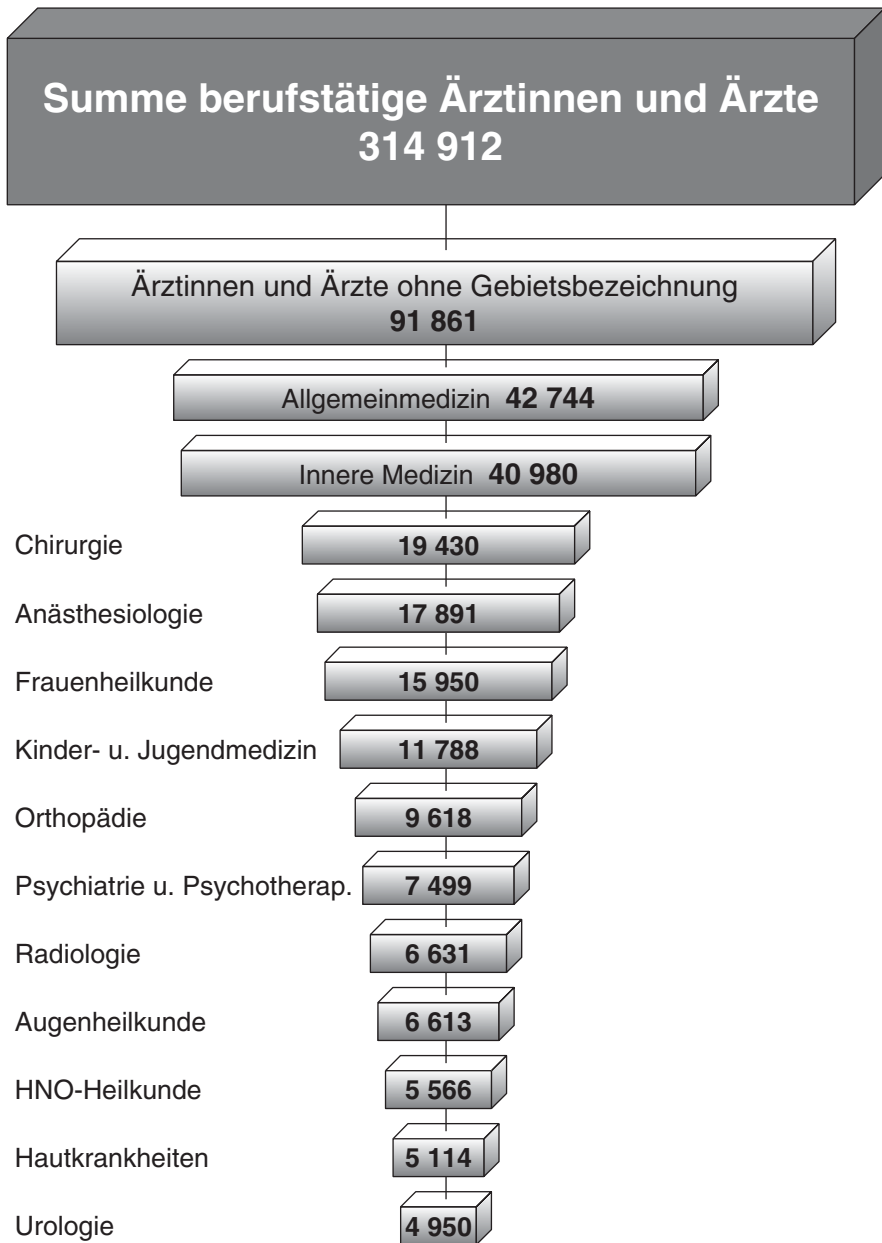 Summe berufstätige Ärztinnen und Ärzte
314 912
Ärztinnen und Ärzte ohne Gebietsbezeichnung
91 861
Allgemeinmedizin 42 744
Innere Medizin 40 980
Chirurgie 19 430
Anästhesiologie 17 891
Frauenheilkunde 15 950
Kinder- u. Jugendmedizin 11 788
Orthopädie 9 618
Psychiatrie u. Psychotherap. 7 499
Radiologie 6 631
Augenheilkunde 6 613
HNO-Heilkunde 5 566
Hautkrankheiten 5 114
Urologie 4 950